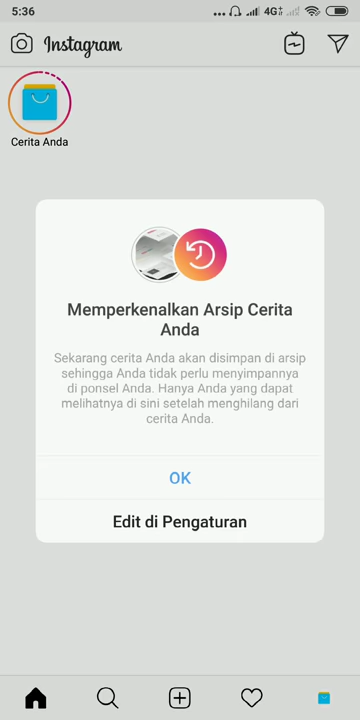 5:36
4G
Instagram
Cerita Anda
Memperkenalkan Arsip Cerita
Anda
Sekarang cerita Anda akan disimpan di arsip
sehingga Anda tidak perlu menyimpannya
di ponsel Anda. Hanya Anda yang dapat
melihatnya di sini setelah menghilang dari
cerita Anda.
OK
Edit di Pengaturan